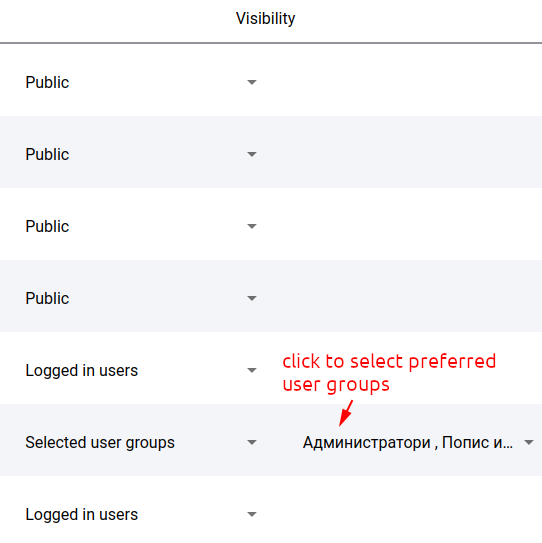 Visibility
Public
Public
Public
Public
Logged in users
click to select preferred
user groups
Selected user groups Администратори , Попис и...
Logged in users